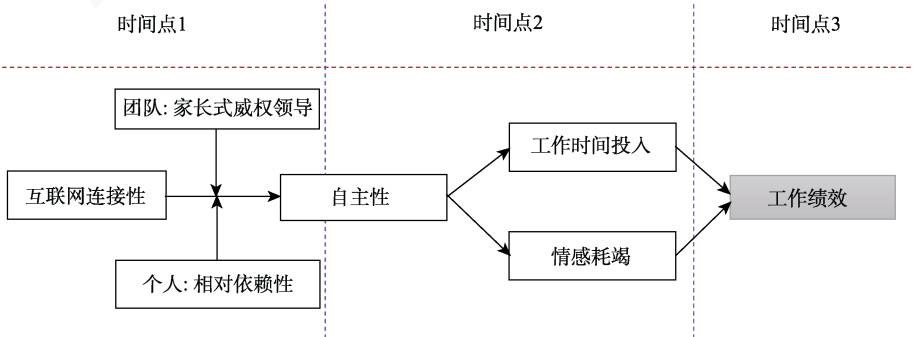 时间点1
时间点2
时间点3
团队: 家长式威权领导
工作时间投入
互联网连接性
自主性
工作绩效
情感耗竭
个人: 相对依赖性